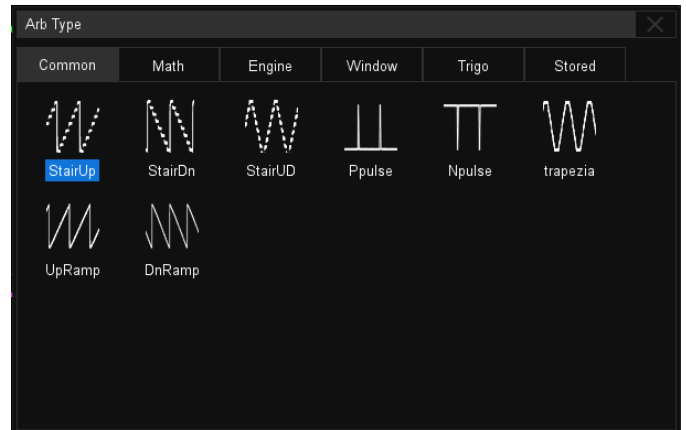 Arb Type
Common Math Engine Window Trigo Stored
StairUp StairDn StairUD Ppulse Npulse trapezia
UpRamp DnRamp